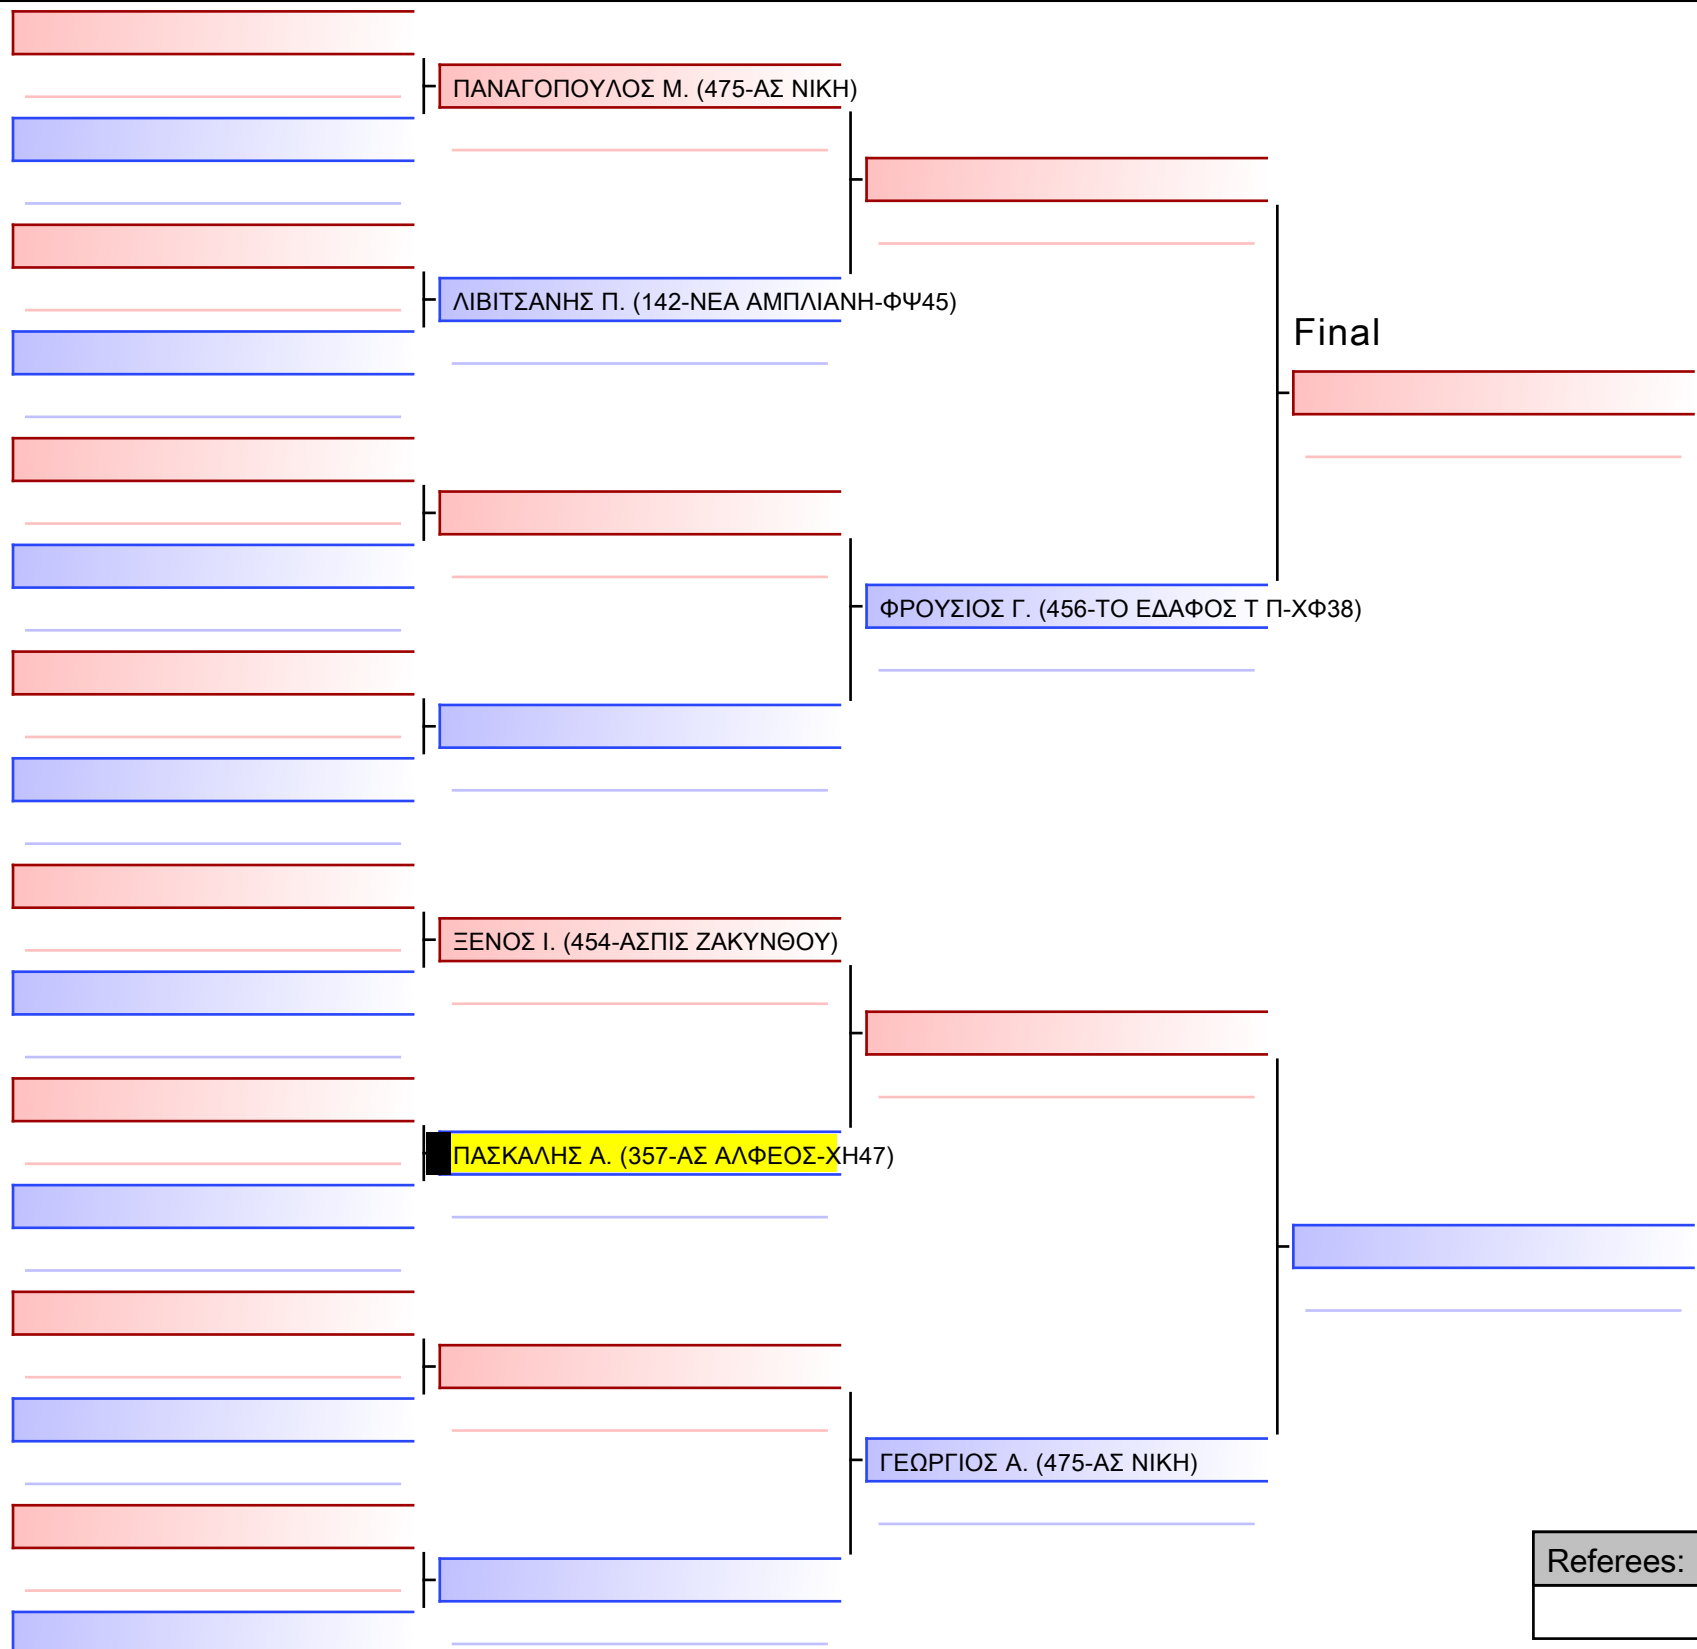 ΠΑΝΑΓΟΠΟΥΛΟΣ Μ. (475-ΑΣ ΝΙΚΗ)
ΛΙΒΙΤΣΑΝΗΣ Π. (142-ΝΕΑ ΑΜΠΛΙΑΝΗ-ΦΨ45)
Final
ΦΡΟΥΣΙΟΣ Γ. (456-ΤΟ ΕΔΑΦΟΣ Τ Π-ΧΦ38)
ΞΕΝΟΣ Ι. (454-ΑΣΠΙΣ ΖΑΚΥΝΘΟΥ)
ΠΑΣΚΑΛΗΣ Α. (357-ΑΣ ΑΛΦΕΟΣ-ΧΗ47)
ΓΕΩΡΓΙΟΣ Α. (475-ΑΣ ΝΙΚΗ)
Referees: